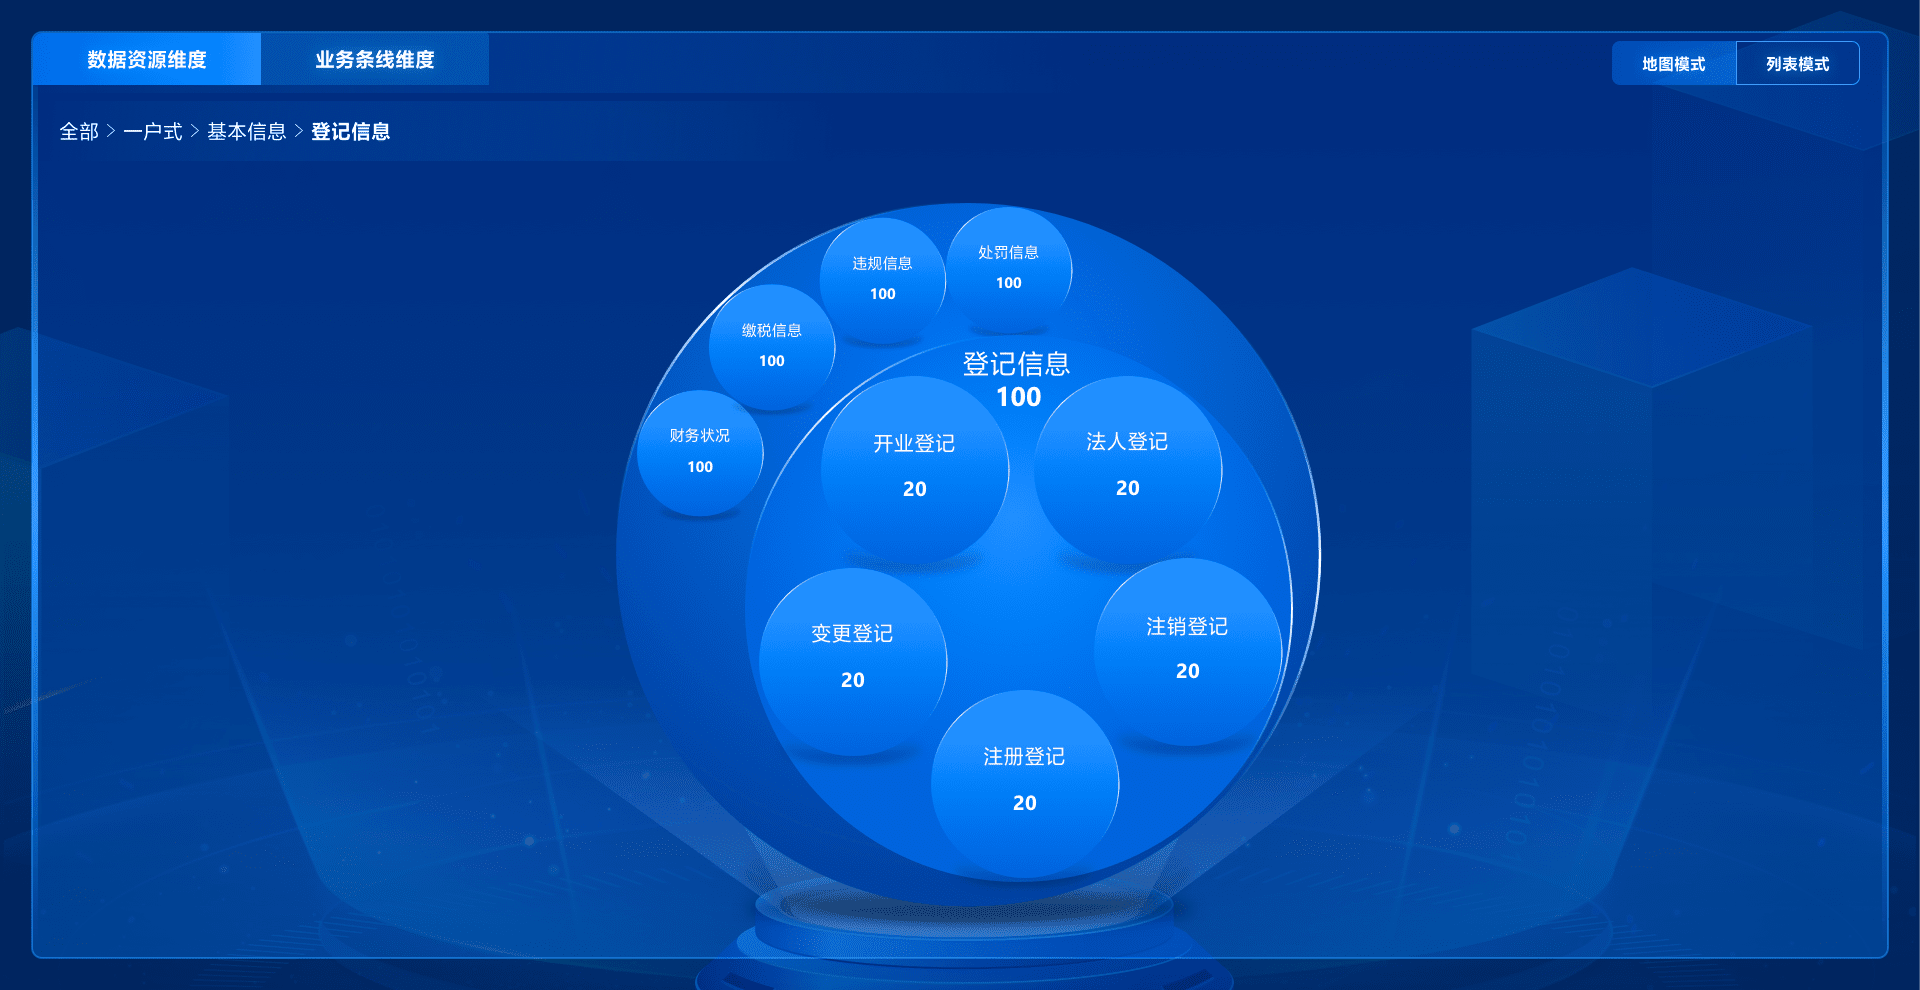 数据资源维度
业务条线维度
地图模式
列表模式
全部 > 一户式 > 基本信息 > 登记信息
违规信息
100
处罚信息
100
缴税信息
100
财务状况
100
登记信息
100
开业登记
20
法人登记
20
变更登记
20
注销登记
20
注册登记
20